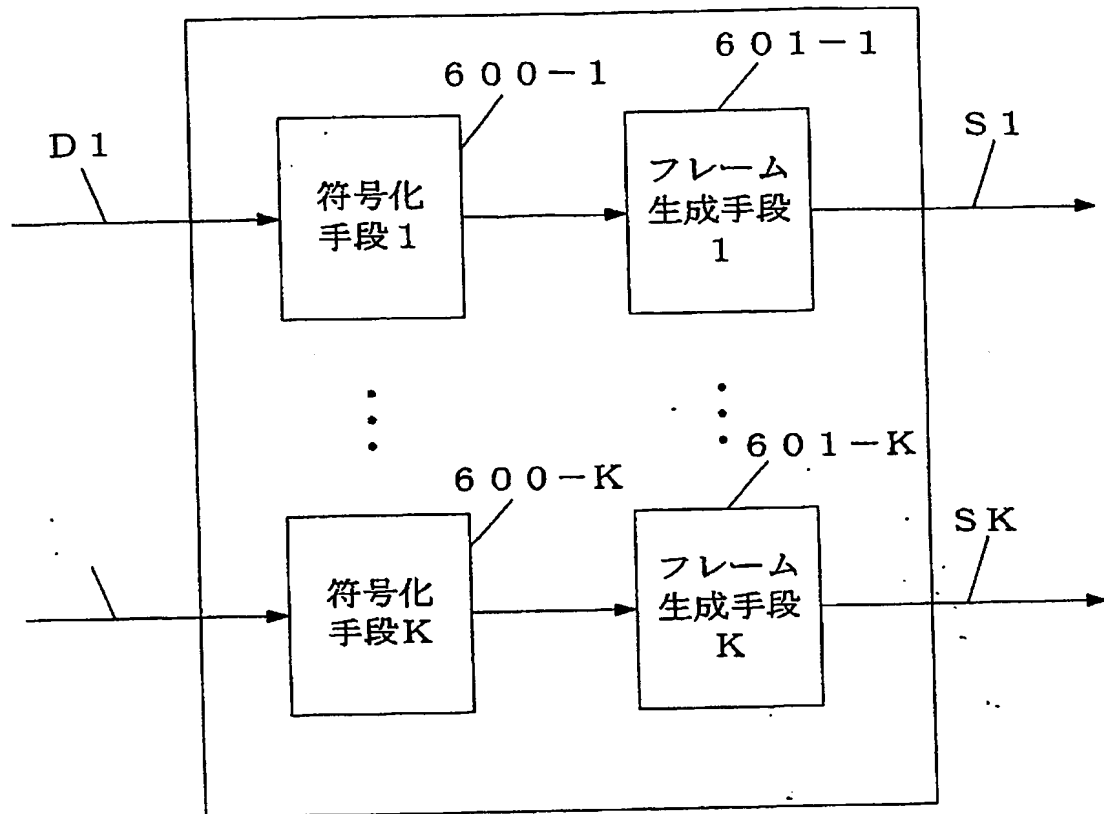 600-1
601-1
D1
S1
符号化
手段1
フレーム
生成手段
1
600-K
601-K
SK
符号化
手段K
フレーム
生成手段
K